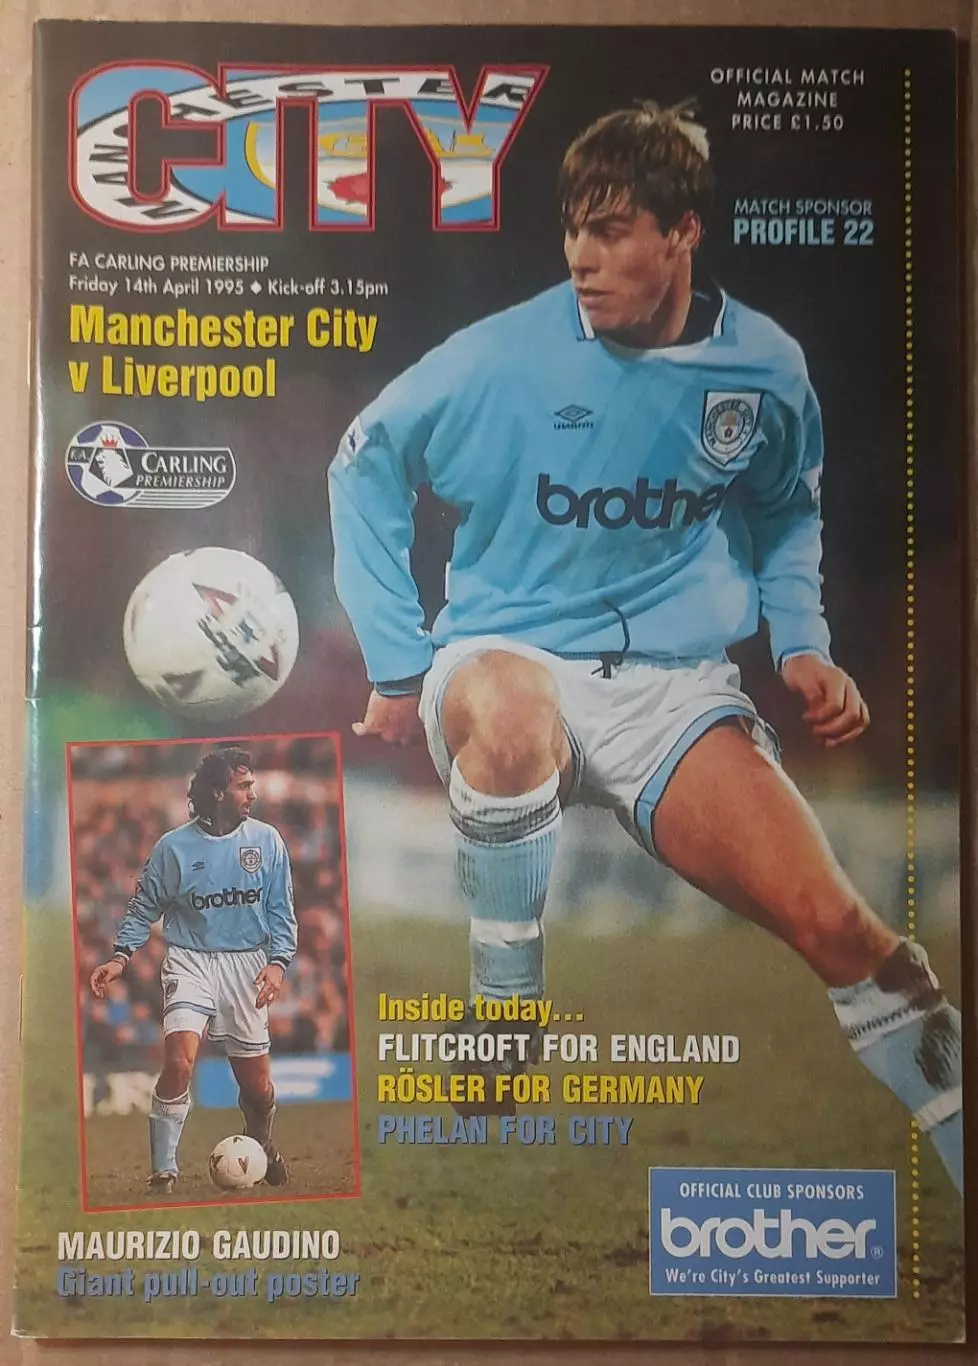 MANCHESTER
CITY
OFFICIAL MATCH
MAGAZINE
PRICE £1.50
MATCH SPONSOR
PROFILE 22
FA CARLING PREMIERSHIP
Friday 14th April 1995 ◆ Kick-off 3.15pm
Manchester City
v Liverpool
F.A.
CARLING
PREMIERSHIP
umbro
brother
brother
Inside today...
FLITCROFT FOR ENGLAND
RÖSLER FOR GERMANY
PHELAN FOR CITY
MAURIZIO GAUDINO
Giant pull-out poster
OFFICIAL CLUB SPONSORS
brother®
We're City's Greatest Supporter